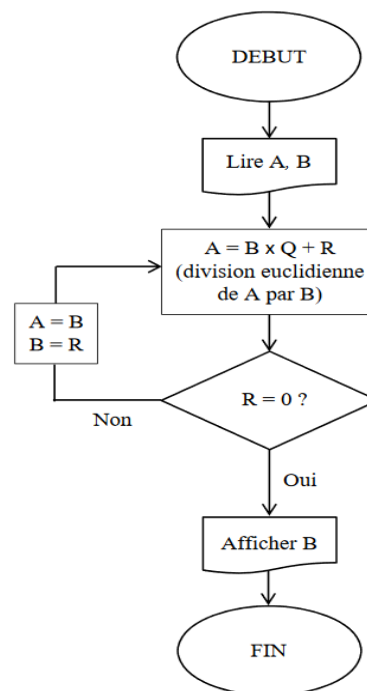 DEBUT
Lire A, B
A = B x Q + R
(division euclidienne
de A par B)
A = B
B = R
R = 0 ?
Non
Oui
Afficher B
FIN